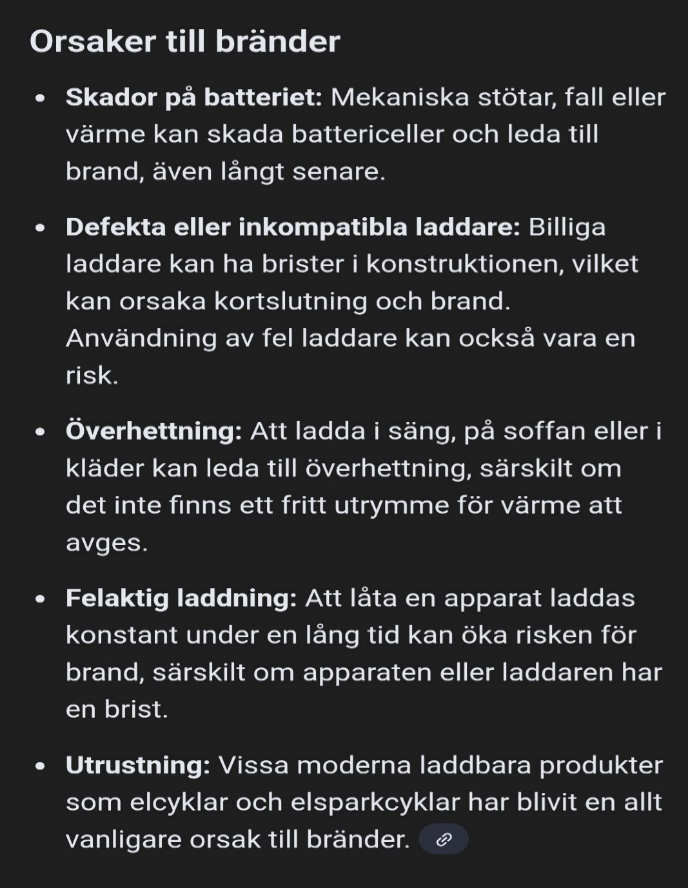 Orsaker till bränder
• Skador på batteriet: Mekaniska stötar, fall eller
värme kan skada battericeller och leda till
brand, även långt senare.
• Defekta eller inkompatibla laddare: Billiga
laddare kan ha brister i konstruktionen, vilket
kan orsaka kortslutning och brand.
Användning av fel laddare kan också vara en
risk.
• Överhettning: Att ladda i säng, på soffan eller i
kläder kan leda till överhettning, särskilt om
det inte finns ett fritt utrymme för värme att
avges.
• Felaktig laddning: Att låta en apparat laddas
konstant under en lång tid kan öka risken för
brand, särskilt om apparaten eller laddaren har
en brist.
• Utrustning: Vissa moderna laddbara produkter
som elcyklar och elsparkcyklar har blivit en allt
vanligare orsak till bränder.